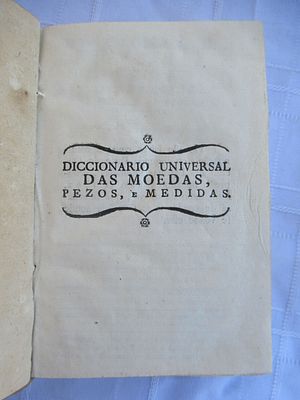 DICCIONARIO UNIVERSAL
DAS MOEDAS,
PEZOS, E MEDIDAS.